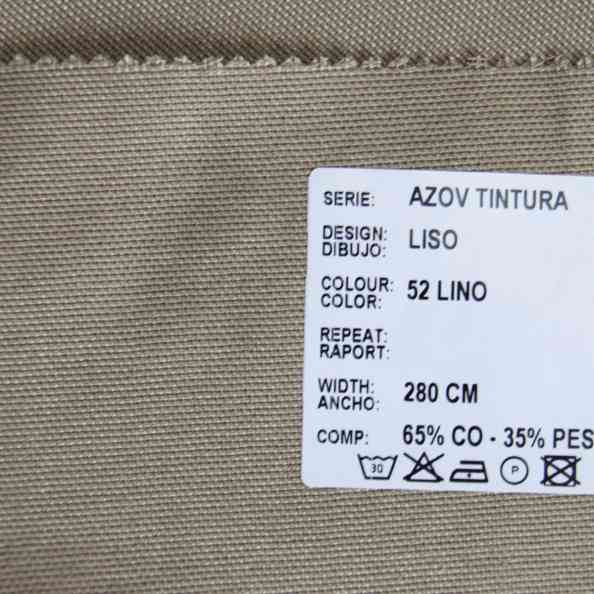 SERIE: AZOV TINTURA
DESIGN:
DIBUJO: LISO
COLOUR:
COLOR: 52 LINO
REPEAT:
RAPORT:
WIDTH:
ANCHO: 280 CM
COMP: 65% CO - 35% PES
30 P